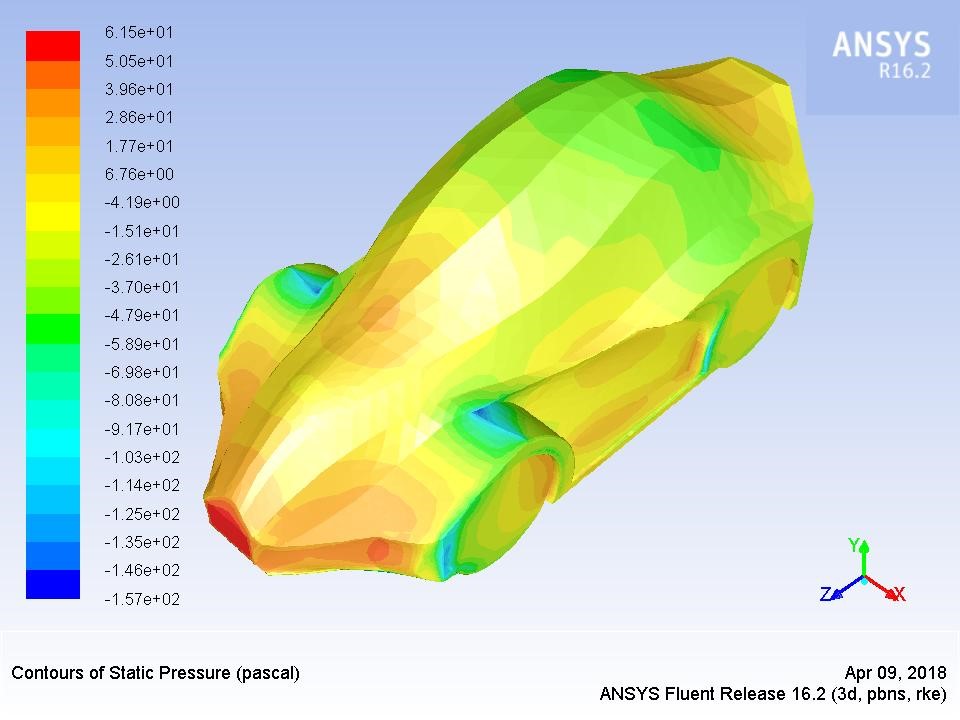 ANSYS
R16.2
6.15e+01
5.05e+01
3.96e+01
2.86e+01
1.77e+01
6.76e+00
-4.19e+00
-1.51e+01
-2.61e+01
-3.70e+01
-4.79e+01
-5.89e+01
-6.98e+01
-8.08e+01
-9.17e+01
-1.03e+02
-1.14e+02
-1.25e+02
-1.35e+02
-1.46e+02
-1.57e+02
Y
Z
X
Contours of Static Pressure (pascal)
Apr 09, 2018
ANSYS Fluent Release 16.2 (3d, pbns, rke)